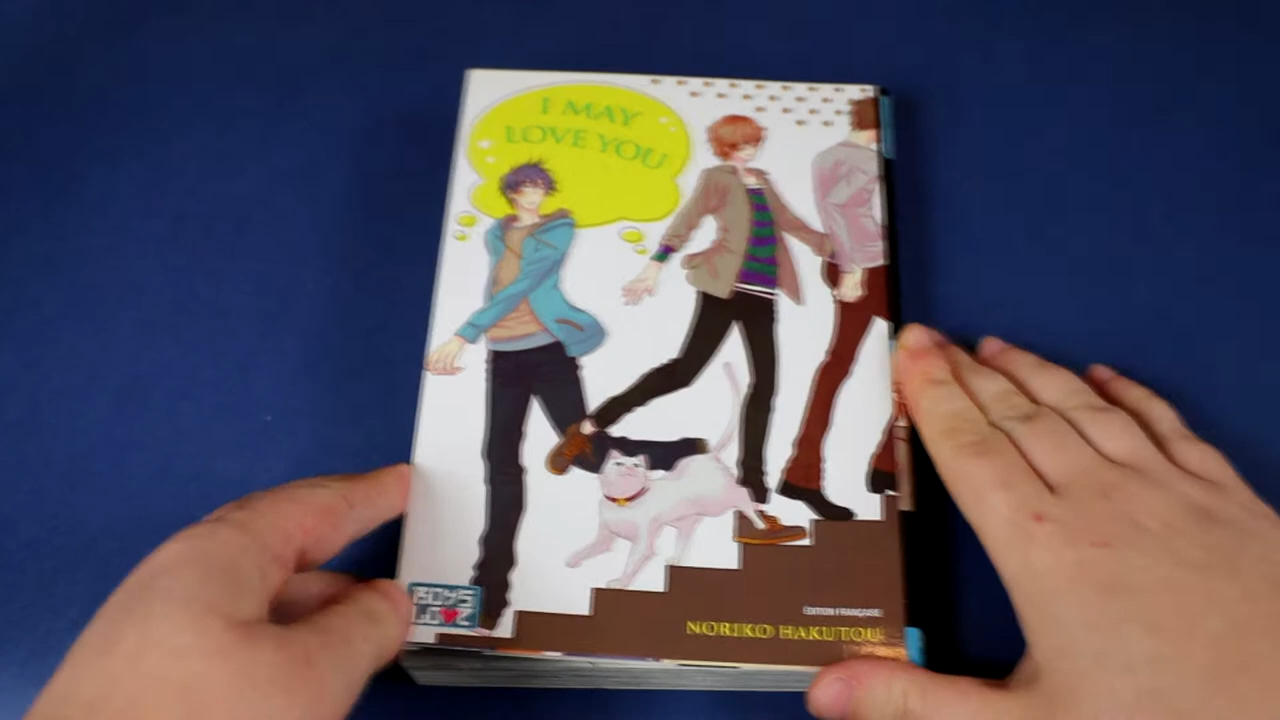 I MAY
LOVE YOU
BOYS
LOVE
ÉDITION FRANÇAISE
NORIKO HAKUTOU